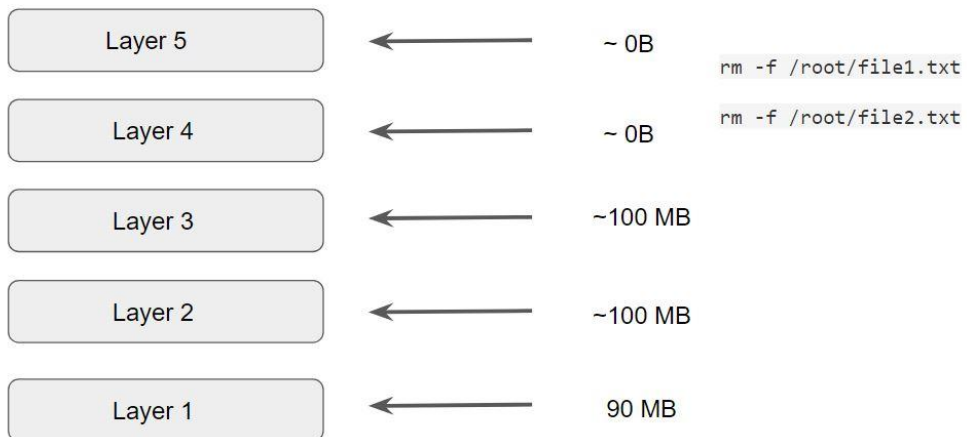 Layer 5
~ 0B
rm -f /root/file1.txt
rm -f /root/file2.txt
Layer 4
~ 0B
Layer 3
~100 MB
Layer 2
~100 MB
Layer 1
90 MB